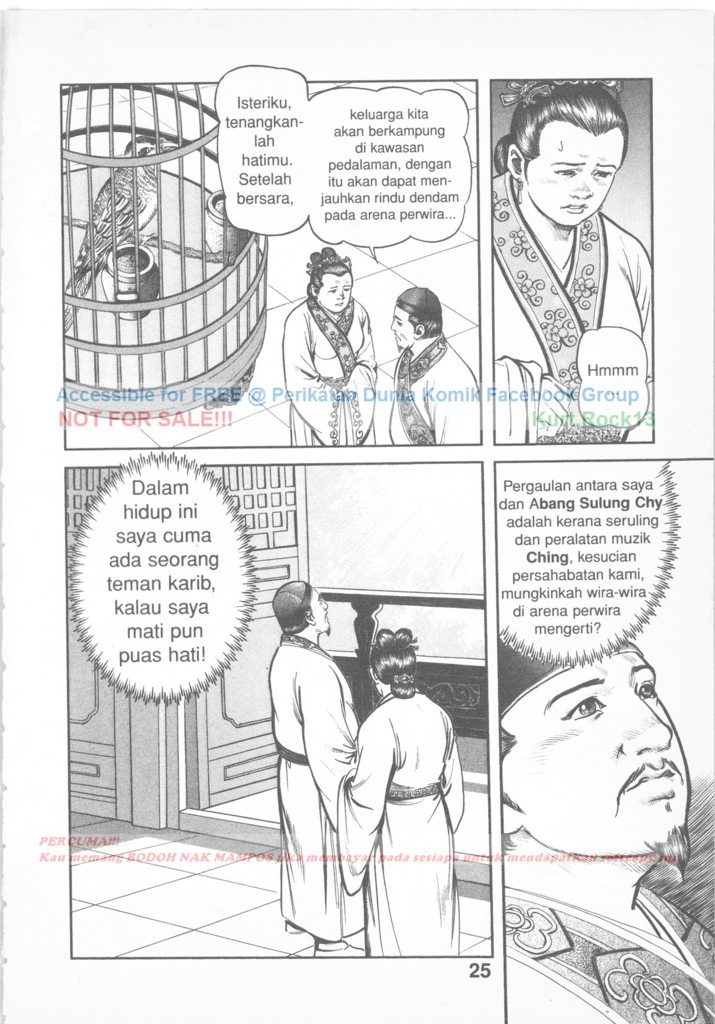 Isteriku,
tenangkan-
lah
hatimu.
Setelah
bersara,
keluarga kita
akan berkampung
di kawasan
pedalaman, dengan
itu akan dapat men-
jauhkan rindu dendam
pada arena perwira...
Hmmm
...
Accessible for FREE @ Perikatan Dunia Komik Facebook Group
NOT FOR SALE!!!
Kurt.Rock13
Dalam
hidup ini
saya cuma
ada seorang
teman karib,
kalau saya
mati pun
puas hati!
Pergaulan antara saya
dan Abang Sulung Chy
adalah kerana seruling
dan peralatan muzik
Ching, kesucian
persahabatan kami,
mungkinkah wira-wira
di arena perwira
mengerti?
PERCUMA!!!
Kau memang BODOH NAK MAMPOS jika membayar pada sesiapa untuk mendapatkan softcopy ini
25